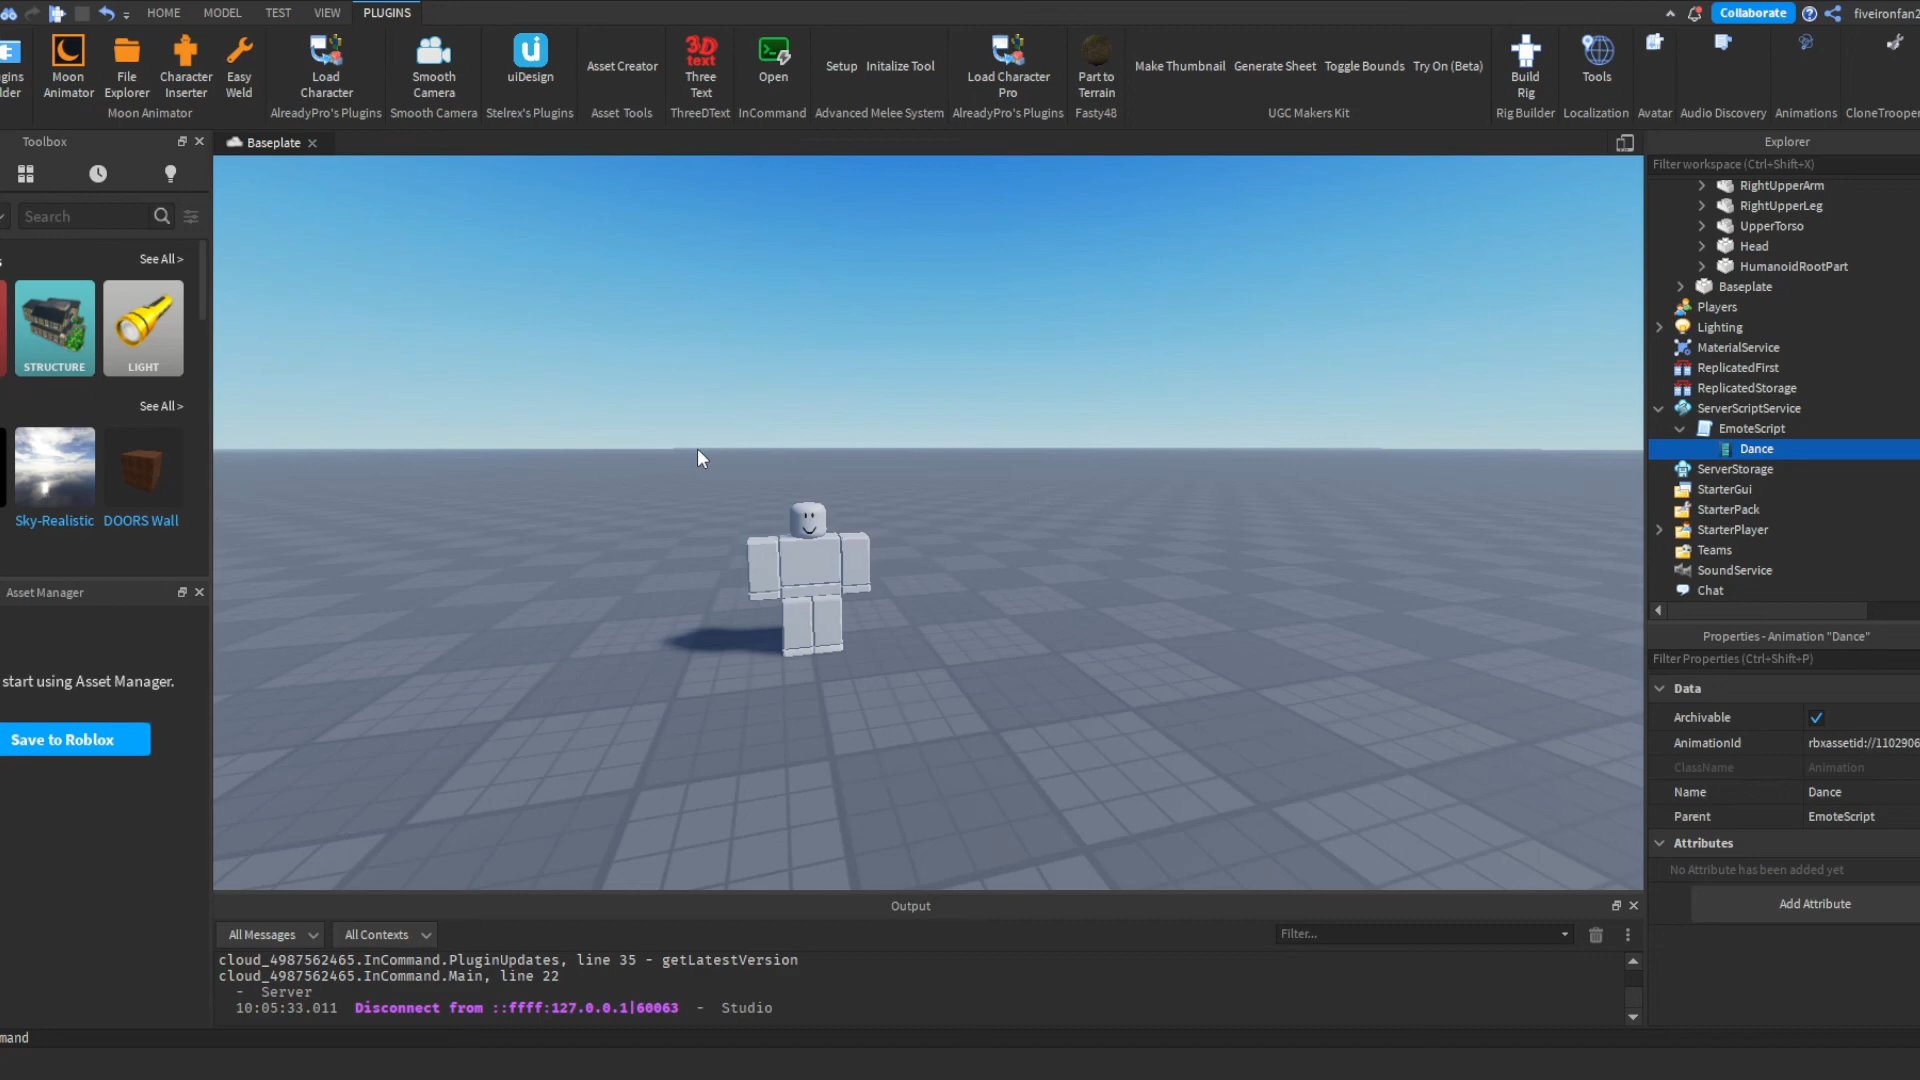 HOME MODEL TEST VIEW PLUGINS
Collaborate
Moon Animator
File Explorer
Character Inserter
Easy Weld
Moon Animator
Load Character
AlreadyPro's Plugins
Smooth Camera
Smooth Camera
ui
uiDesign
Stelrex's Plugins
Asset Creator
Asset Tools
3D text
Three Text
ThreeDText
Open
InCommand
Setup Initalize Tool
Advanced Melee System
Load Character Pro
AlreadyPro's Plugins
Part to Terrain
Fasty48
Make Thumbnail Generate Sheet Toggle Bounds Try On (Beta)
UGC Makers Kit
Build Rig
Rig Builder
Tools
Localization
Avatar
Audio Discovery
Animations
CloneTrooper
Toolbox
Search
See All >
STRUCTURE
LIGHT
See All >
Sky-Realistic
DOORS Wall
Asset Manager
start using Asset Manager.
Save to Roblox
Baseplate
Output
All Messages
All Contexts
Filter...
cloud_4987562465.InCommand.PluginUpdates, line 35 - getLatestVersion
cloud_4987562465.InCommand.Main, line 22
- Server
10:05:33.011 Disconnect from ::ffff:127.0.0.1|60063 - Studio
mand
Explorer
Filter workspace (Ctrl+Shift+X)
RightUpperArm
RightUpperLeg
UpperTorso
Head
HumanoidRootPart
Baseplate
Players
Lighting
MaterialService
ReplicatedFirst
ReplicatedStorage
ServerScriptService
EmoteScript
Dance
ServerStorage
StarterGui
StarterPack
StarterPlayer
Teams
SoundService
Chat
Properties - Animation "Dance"
Filter Properties (Ctrl+Shift+P)
Data
Archivable
AnimationId rbxassetid://1102906
ClassName Animation
Name Dance
Parent EmoteScript
Attributes
No Attribute has been added yet
Add Attribute